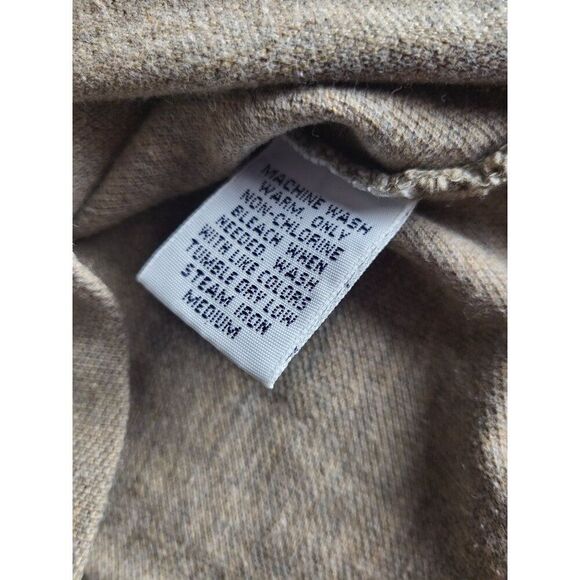 MACHINE WASH
WARM. ONLY
NON-CHLORINE
BLEACH WHEN
NEEDED. WASH
WITH LIKE COLORS
TUMBLE DRY LOW
STEAM IRON
MEDIUM